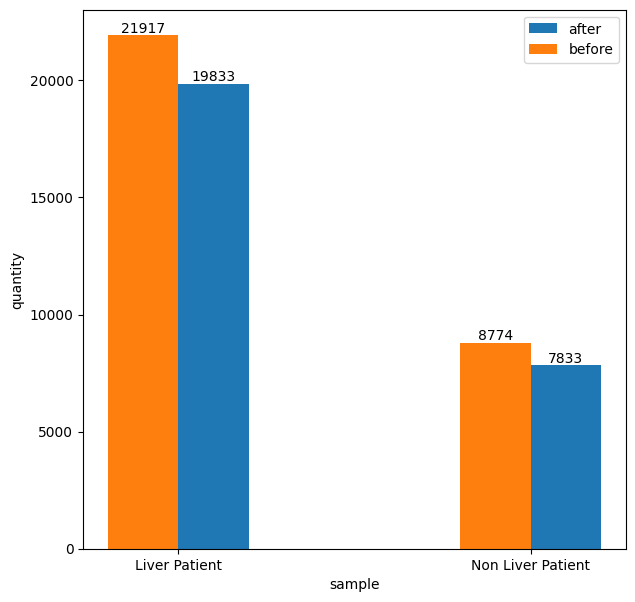 after
before
21917
19833
8774
7833
20000
15000
10000
5000
0
quantity
Liver Patient
Non Liver Patient
sample